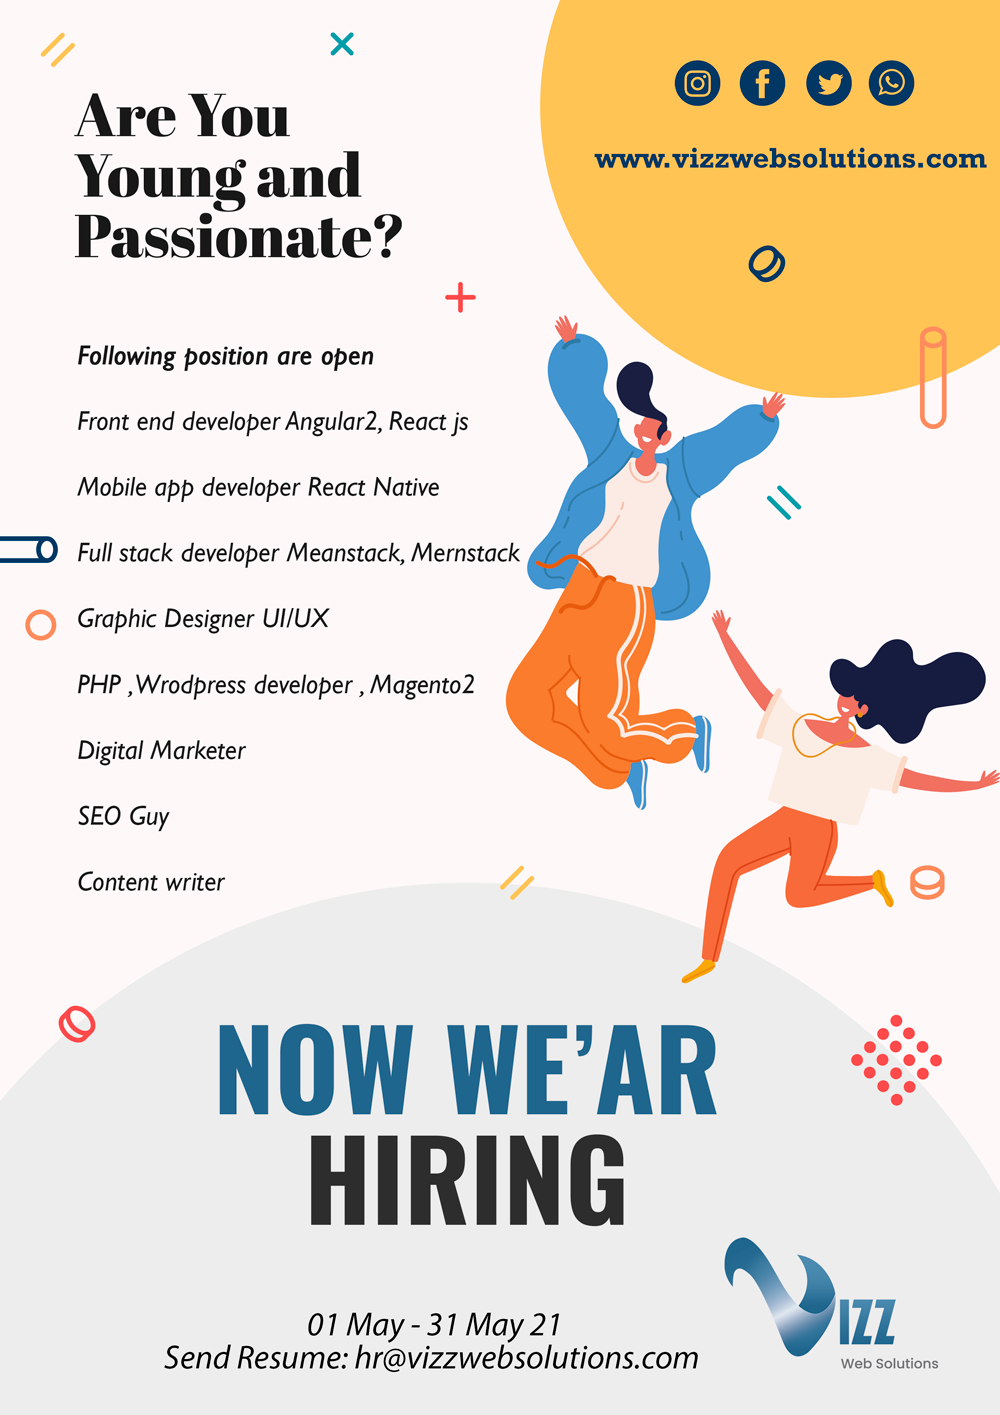 Are You
Young and
Passionate?
www.vizzwebsolutions.com
Following position are open
Front end developer Angular2, React js
Mobile app developer React Native
Full stack developer Meanstack, Mernstack
Graphic Designer UI/UX
PHP ,Wrodpress developer , Magento2
Digital Marketer
SEO Guy
Content writer
NOW WE’AR
HIRING
01 May - 31 May 21
Send Resume: hr@vizzwebsolutions.com
VIZZ
Web Solutions